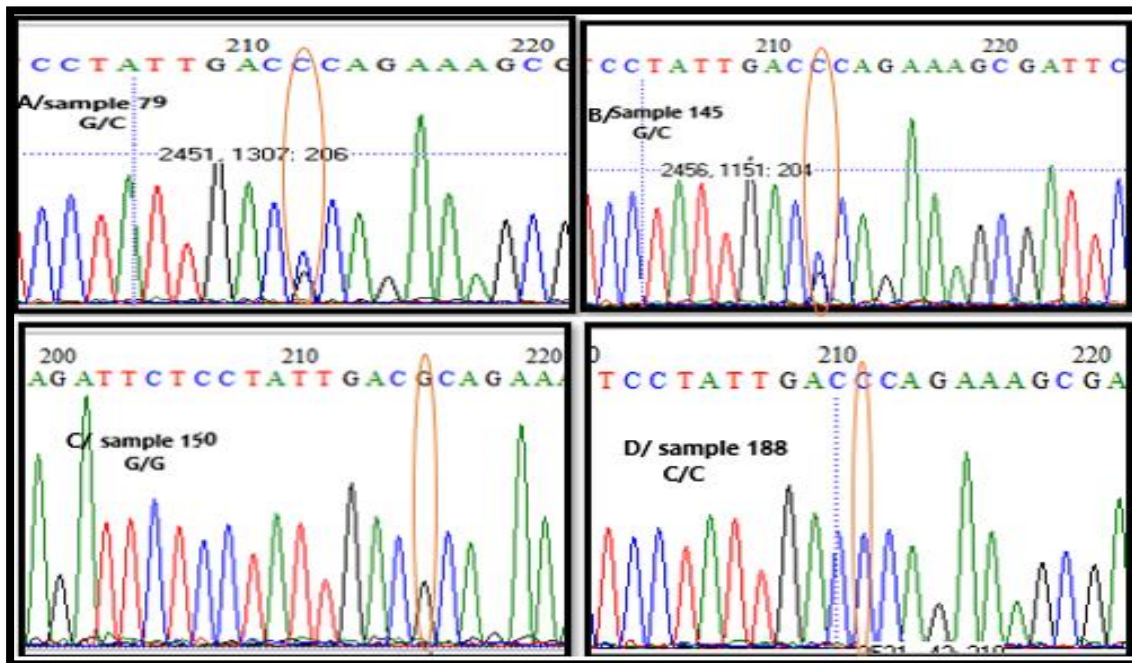 210 220
C C T A T T G A C C C A G A A A G C G
A/sample 79
G/C
2451, 1307: 206
210 220
T C C T A T T G A C C C A G A A A G C G A T T C
B/Sample 145
G/C
2456, 1151: 204
200 210 220
A G A T T C T C C T A T T G A C G C A G A A A
C/ sample 150
G/G
210 220
T C C T A T T G A C C C A G A A A G C G A
D/ sample 188
C/C